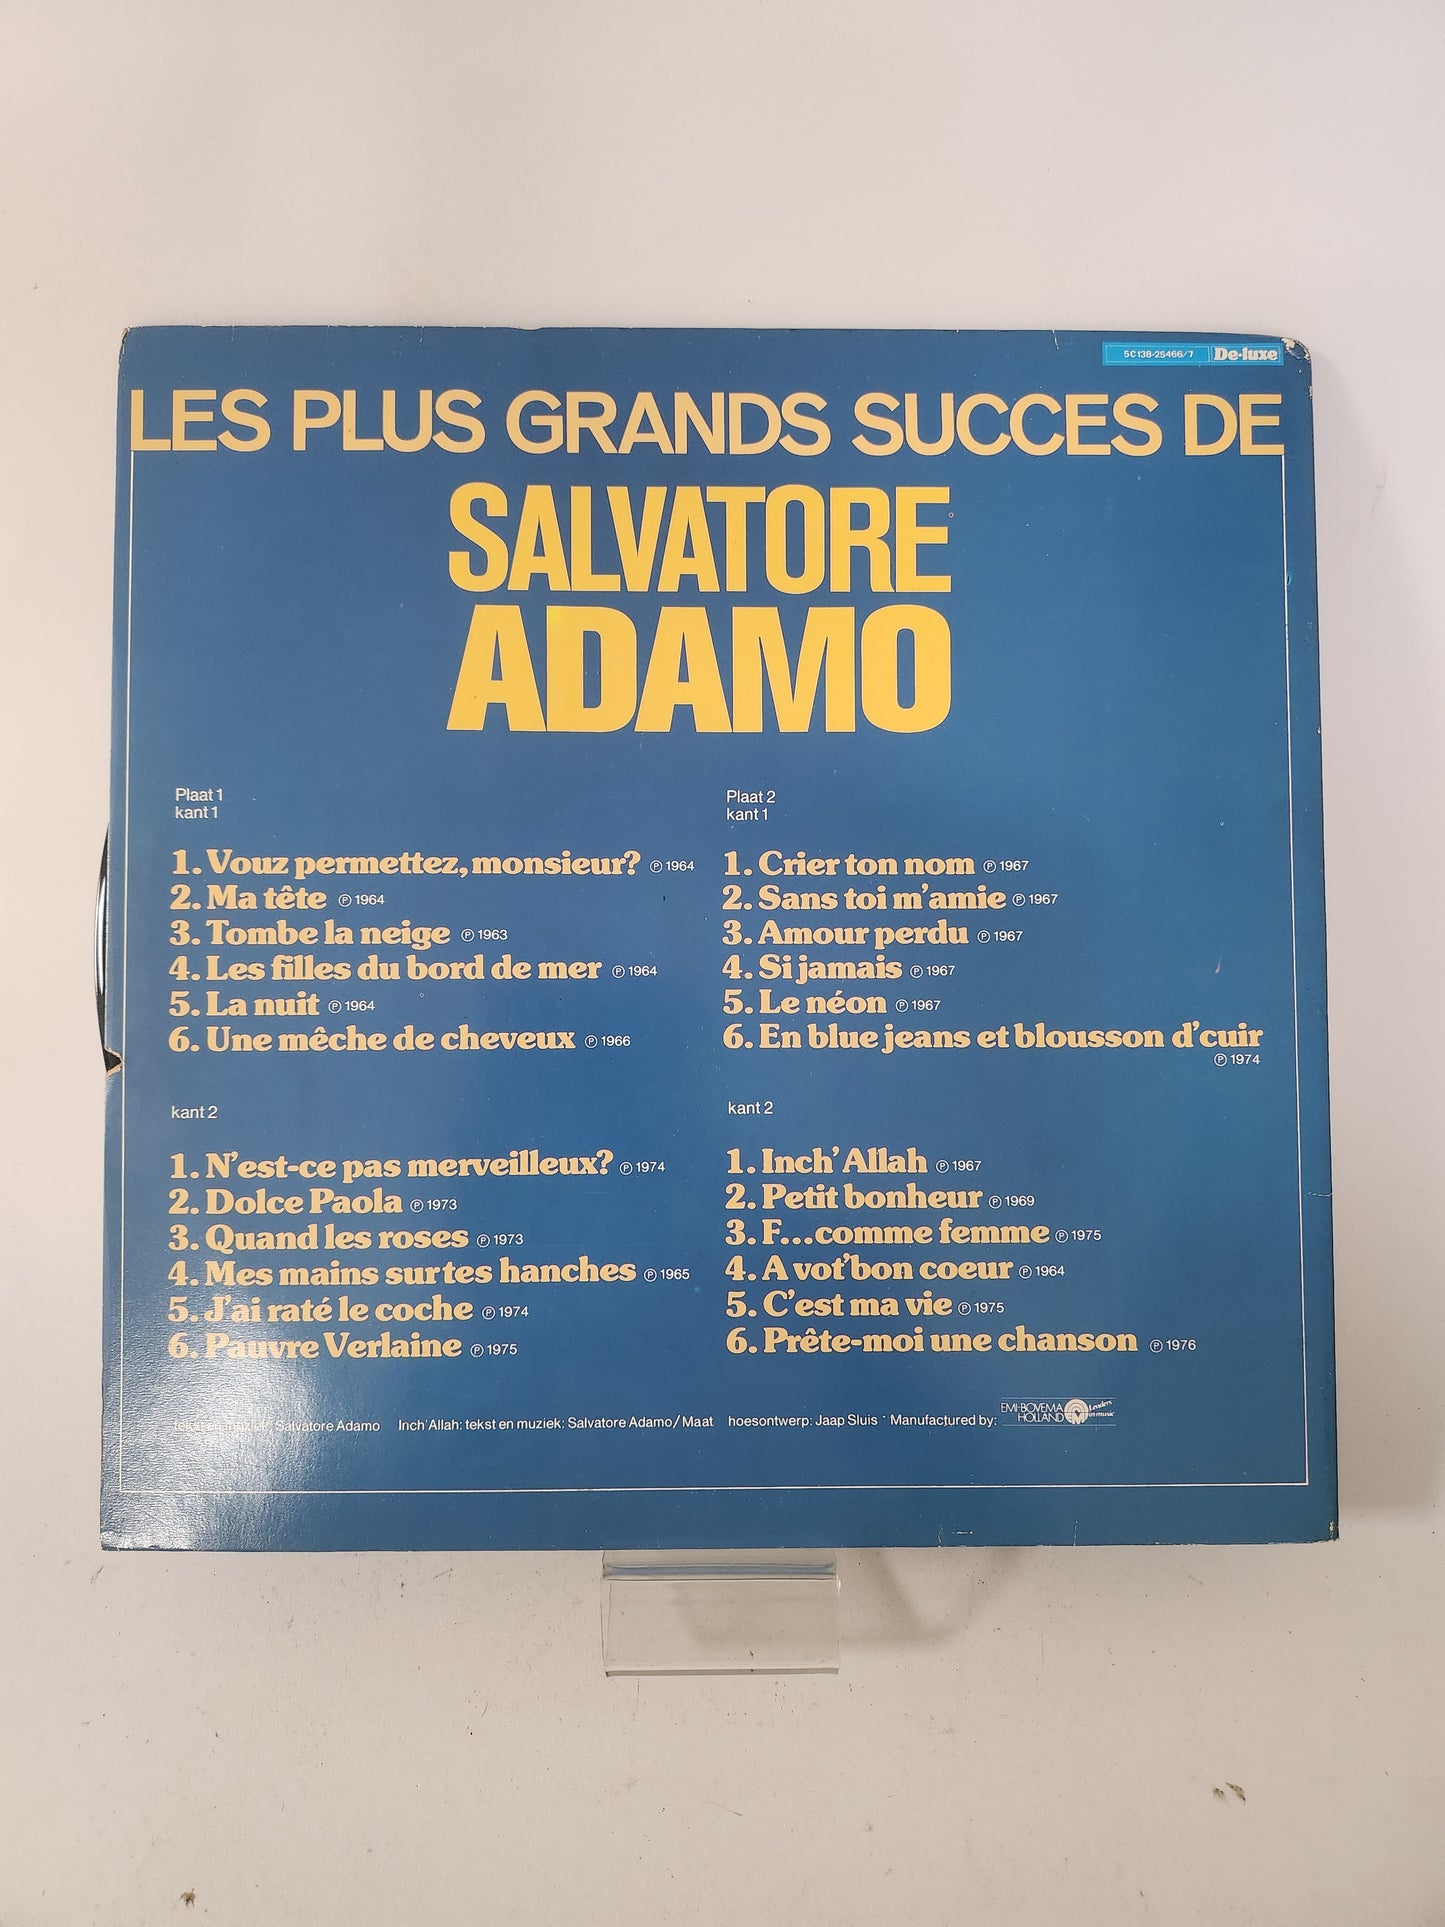 5C138-25466/7 De-luxe
LES PLUS GRANDS SUCCES DE
SALVATORE
ADAMO
Plaat 1
kant 1
1. Vouz permettez, monsieur? ℗ 1964
2. Ma tête ℗ 1964
3. Tombe la neige ℗ 1963
4. Les filles du bord de mer ℗ 1964
5. La nuit ℗ 1964
6. Une mêche de cheveux ℗ 1966
kant 2
1. N'est-ce pas merveilleux? ℗ 1974
2. Dolce Paola ℗ 1973
3. Quand les roses ℗ 1973
4. Mes mains sur tes hanches ℗ 1965
5. J'ai raté le coche ℗ 1974
6. Pauvre Verlaine ℗ 1975
Plaat 2
kant 1
1. Crier ton nom ℗ 1967
2. Sans toi m'amie ℗ 1967
3. Amour perdu ℗ 1967
4. Si jamais ℗ 1967
5. Le néon ℗ 1967
6. En blue jeans et blousson d'cuir
℗ 1974
kant 2
1. Inch' Allah ℗ 1967
2. Petit bonheur ℗ 1969
3. F...comme femme ℗ 1975
4. A vot'bon coeur ℗ 1964
5. C'est ma vie ℗ 1975
6. Prête-moi une chanson ℗ 1976
tekst en muziek: Salvatore Adamo Inch'Allah: tekst en muziek: Salvatore Adamo/Maat hoesontwerp: Jaap Sluis Manufactured by:
EMI-BOVEMA
HOLLAND
Leaders
in music